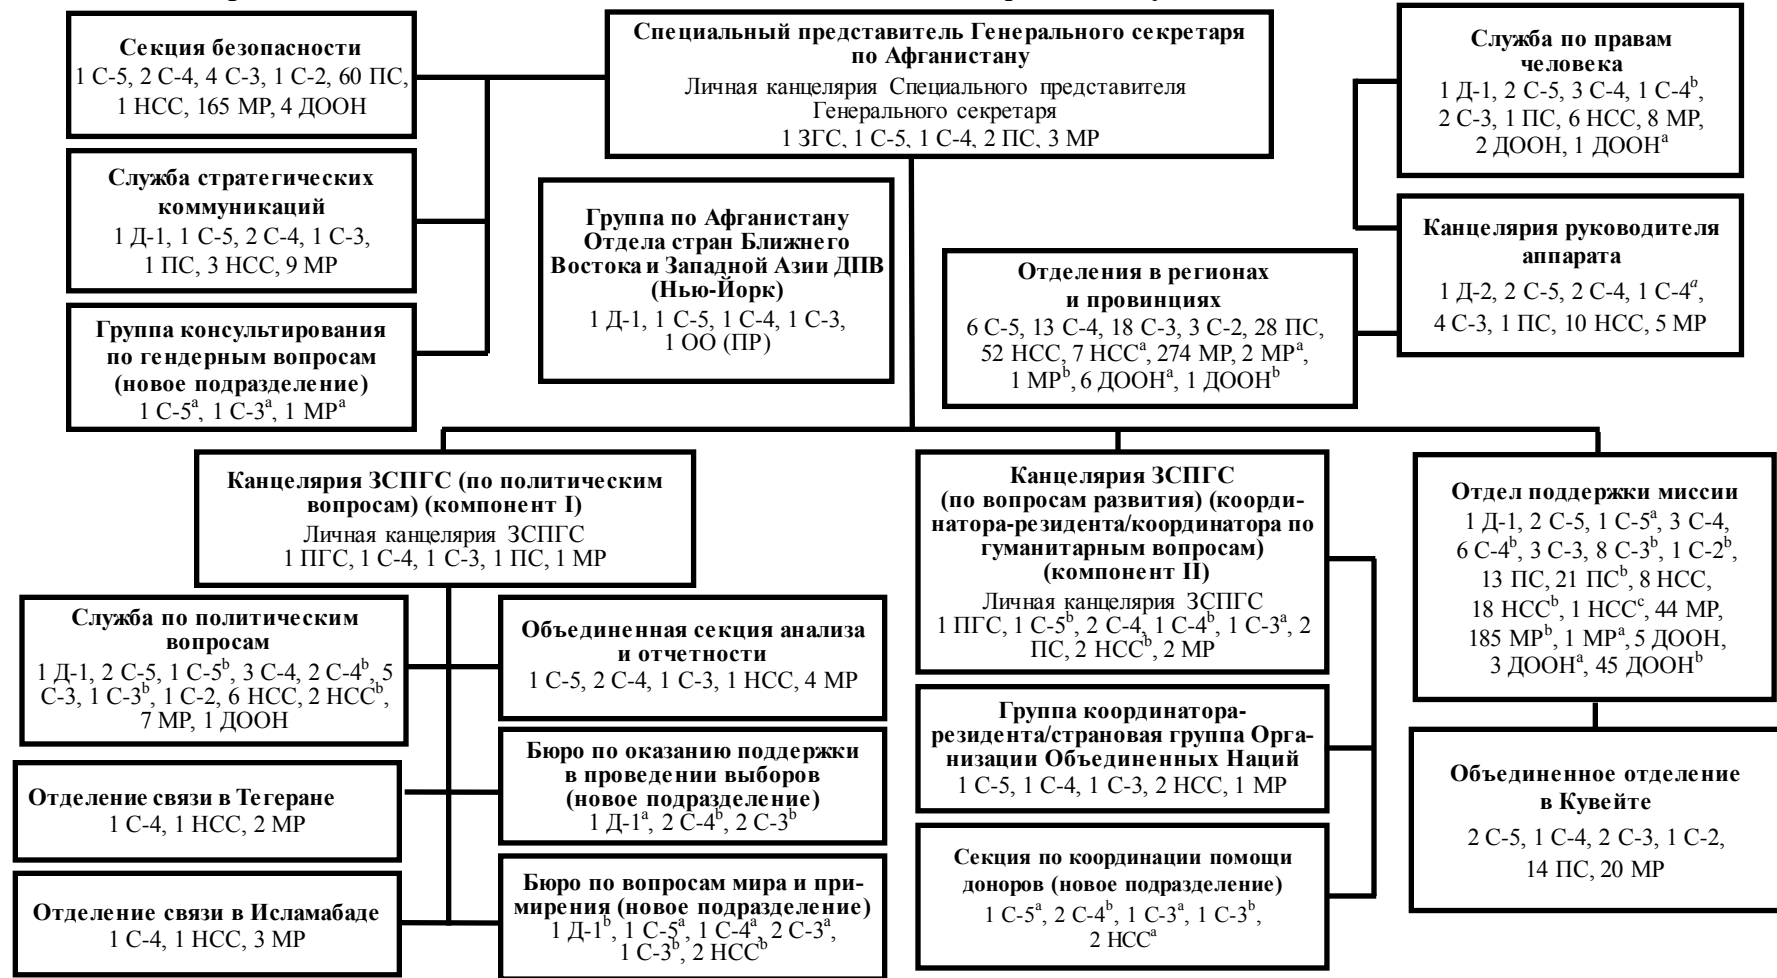 Специальный представитель Генерального секретаря
по Афганистану
Личная канцелярия Специального представителя
Генерального секретаря
1 ЗГС, 1 С-5, 1 С-4, 2 ПС, 3 МР
Секция безопасности
1 С-5, 2 С-4, 4 С-3, 1 С-2, 60 ПС,
1 НСС, 165 МР, 4 ДООН
Служба стратегических
коммуникаций
1 Д-1, 1 С-5, 2 С-4, 1 С-3,
1 ПС, 3 НСС, 9 МР
Группа консультирования
по гендерным вопросам
(новое подразделение)
1 С-5ᵃ, 1 С-3ᵃ, 1 МРᵃ
Группа по Афганистану
Отдела стран Ближнего
Востока и Западной Азии ДПВ
(Нью-Йорк)
1 Д-1, 1 С-5, 1 С-4, 1 С-3,
1 ОО (ПР)
Служба по правам
человека
1 Д-1, 2 С-5, 3 С-4, 1 С-4ᵇ,
2 С-3, 1 ПС, 6 НСС, 8 МР,
2 ДООН, 1 ДООНᵃ
Канцелярия руководителя
аппарата
1 Д-2, 2 С-5, 2 С-4, 1 С-4ᵃ,
4 С-3, 1 ПС, 10 НСС, 5 МР
Отделения в регионах
и провинциях
6 С-5, 13 С-4, 18 С-3, 3 С-2, 28 ПС,
52 НСС, 7 НССᵃ, 274 МР, 2 МРᵃ,
1 МРᵇ, 6 ДООНᵃ, 1 ДООНᵇ
Канцелярия ЗСПГС (по политическим
вопросам) (компонент I)
Личная канцелярия ЗСПГС
1 ПГС, 1 С-4, 1 С-3, 1 ПС, 1 МР
Служба по политическим
вопросам
1 Д-1, 2 С-5, 1 С-5ᵇ, 3 С-4, 2 С-4ᵇ, 5
С-3, 1 С-3ᵇ, 1 С-2, 6 НСС, 2 НССᵇ,
7 МР, 1 ДООН
Отделение связи в Тегеране
1 С-4, 1 НСС, 2 МР
Отделение связи в Исламабаде
1 С-4, 1 НСС, 3 МР
Объединенная секция анализа
и отчетности
1 С-5, 2 С-4, 1 С-3, 1 НСС, 4 МР
Бюро по оказанию поддержки
в проведении выборов
(новое подразделение)
1 Д-1ᵃ, 2 С-4ᵇ, 2 С-3ᵇ
Бюро по вопросам мира и при-
мирения (новое подразделение)
1 Д-1ᵇ, 1 С-5ᵃ, 1 С-4ᵃ, 2 С-3ᵃ,
1 С-3ᵇ, 2 НССᵇ
Канцелярия ЗСПГС
(по вопросам развития) (коорди-
натора-резидента/координатора по
гуманитарным вопросам)
(компонент II)
Личная канцелярия ЗСПГС
1 ПГС, 1 С-5ᵇ, 2 С-4, 1 С-4ᵇ, 1 С-3ᵃ, 2
ПС, 2 НССᵇ, 2 МР
Группа координатора-
резидента/страновая группа Орга-
низации Объединенных Наций
1 С-5, 1 С-4, 1 С-3, 2 НСС, 1 МР
Секция по координации помощи
доноров (новое подразделение)
1 С-5ᵃ, 2 С-4ᵇ, 1 С-3ᵃ, 1 С-3ᵇ,
2 НССᵃ
Отдел поддержки миссии
1 Д-1, 2 С-5, 1 С-5ᵃ, 3 С-4,
6 С-4ᵇ, 3 С-3, 8 С-3ᵇ, 1 С-2ᵇ,
13 ПС, 21 ПСᵇ, 8 НСС,
18 НССᵇ, 1 НССᶜ, 44 МР,
185 МРᵇ, 1 МРᵃ, 5 ДООН,
3 ДООНᵃ, 45 ДООНᵇ
Объединенное отделение
в Кувейте
2 С-5, 1 С-4, 2 С-3, 1 С-2,
14 ПС, 20 МР